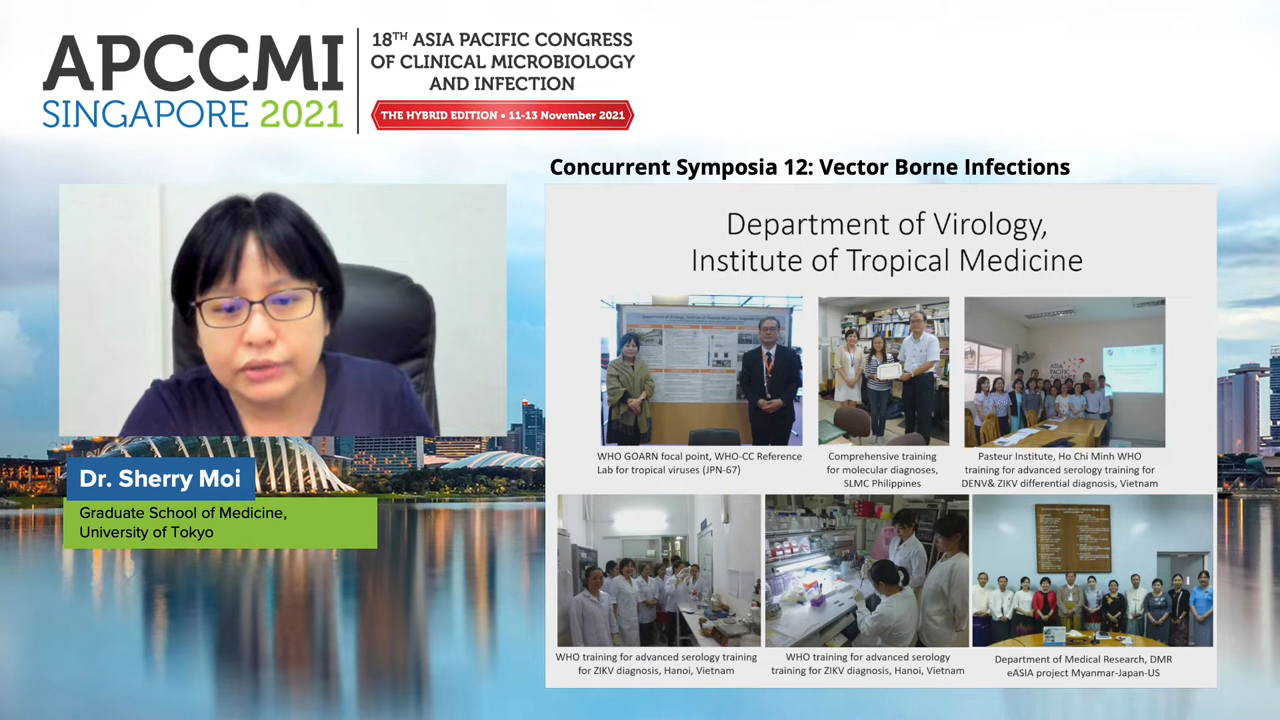 APCCMI
SINGAPORE 2021
18TH ASIA PACIFIC CONGRESS
OF CLINICAL MICROBIOLOGY
AND INFECTION
THE HYBRID EDITION • 11-13 November 2021
Concurrent Symposia 12: Vector Borne Infections
Department of Virology,
Institute of Tropical Medicine
WHO GOARN focal point, WHO-CC Reference
Lab for tropical viruses (JPN-67)
Comprehensive training
for molecular diagnoses,
SLMC Philippines
ASIA
PACIFIC
Pasteur Institute, Ho Chi Minh WHO
training for advanced serology training for
DENV& ZIKV differential diagnosis, Vietnam
WHO training for advanced serology training
for ZIKV diagnosis, Hanoi, Vietnam
WHO training for advanced serology
training for ZIKV diagnosis, Hanoi, Vietnam
Department of Medical Research, DMR
eASIA project Myanmar-Japan-US
Dr. Sherry Moi
Graduate School of Medicine,
University of Tokyo